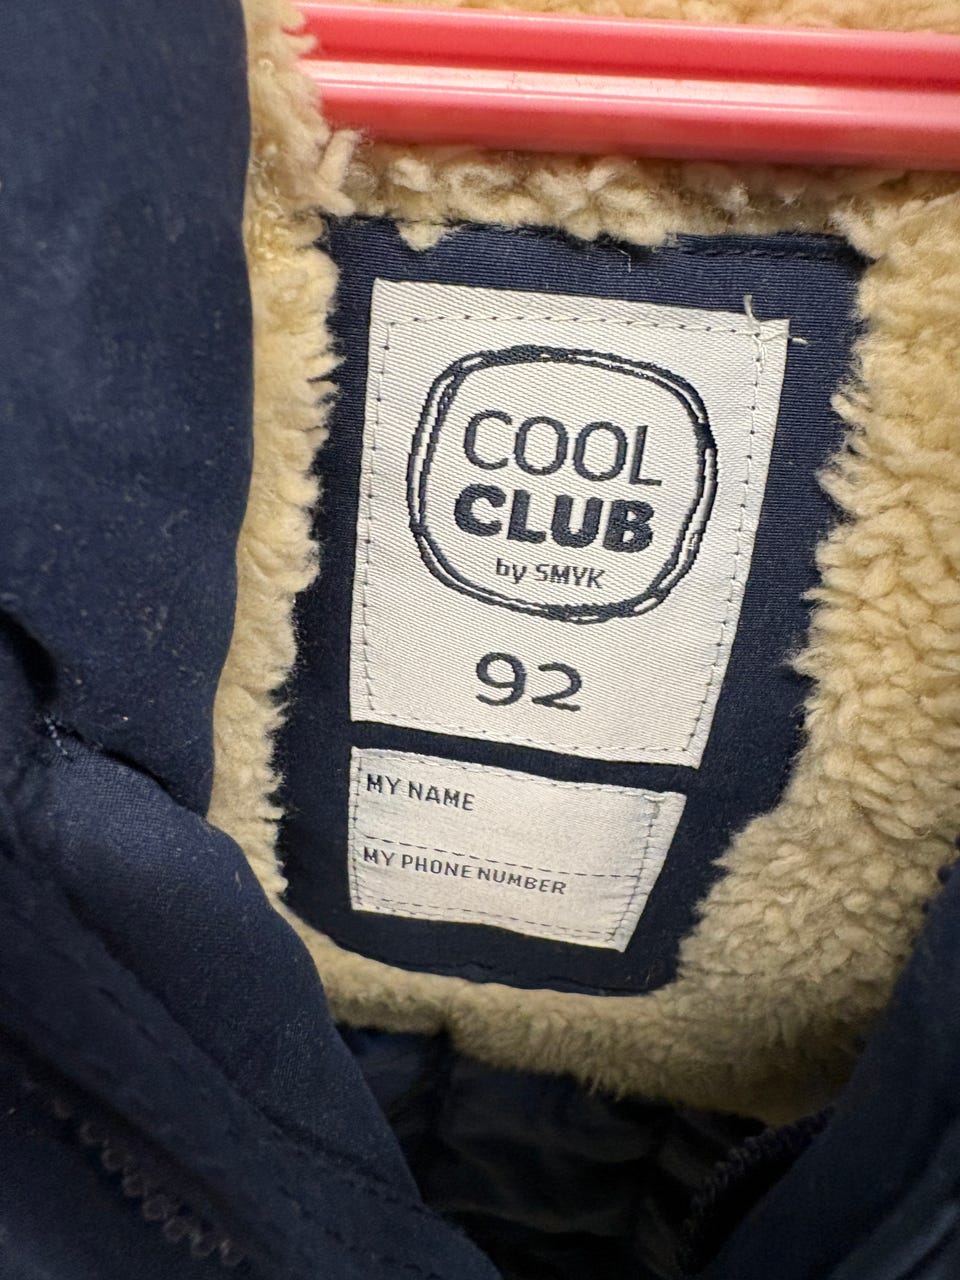 COOL
CLUB
by SMYK
92
MY NAME
MY PHONE NUMBER